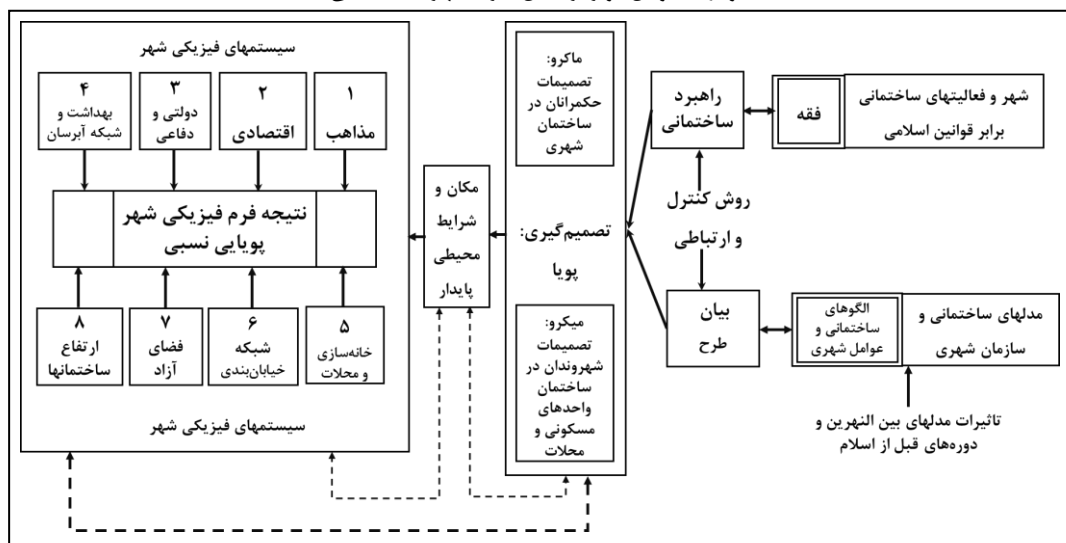 شهر و فعالیتهای ساختمانی
برابر قوانین اسلامی
فقه
راهبرد
ساختمانی
روش کنترل
و ارتباطی
بیان
طرح
الگوهای
ساختمانی و
عوامل شهری
مدلهای ساختمانی و
سازمان شهری
تاثیرات مدلهای بین النهرین و
دوره‌های قبل از اسلام
ماکرو:
تصمیمات
حکمرانان در
ساختمان
شهری
تصمیم‌گیری:
پویا
میکرو:
تصمیمات
شهروندان در
ساختمان
واحدهای
مسکونی و
محلات
مکان و
شرایط
محیطی
پایدار
سیستمهای فیزیکی شهر
۱
مذاهب
۲
اقتصادی
۳
دولتی و
دفاعی
۴
بهداشت و
شبکه آبرسان
نتیجه فرم فیزیکی شهر
پویایی نسبی
۵
خانه‌سازی
و محلات
۶
شبکه
خیابان‌بندی
۷
فضای
آزاد
۸
ارتفاع
ساختمانها
سیستمهای فیزیکی شهر